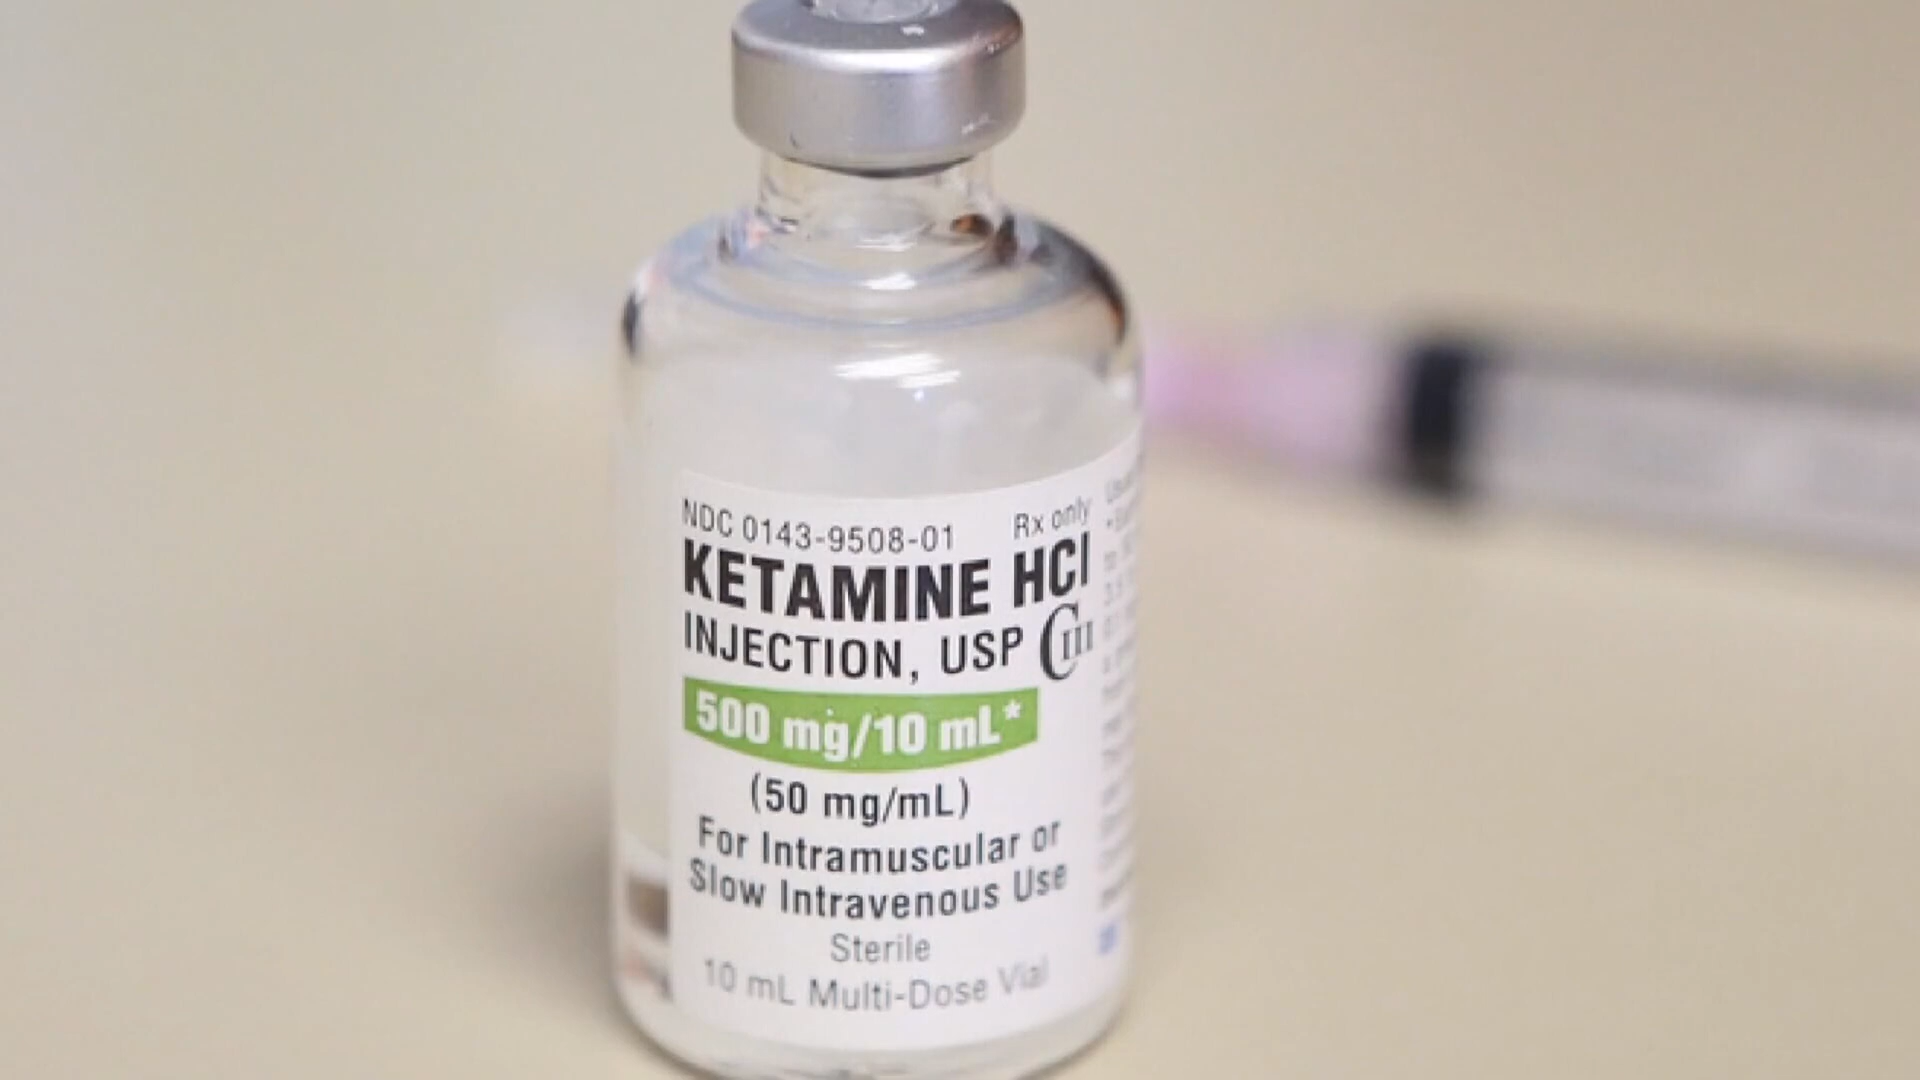 NDC 0143-9508-01 Rx only
KETAMINE HCl
INJECTION, USP CIII
500 mg/10 mL*
(50 mg/mL)
For Intramuscular or
Slow Intravenous Use
Sterile
10 mL Multi-Dose Vial